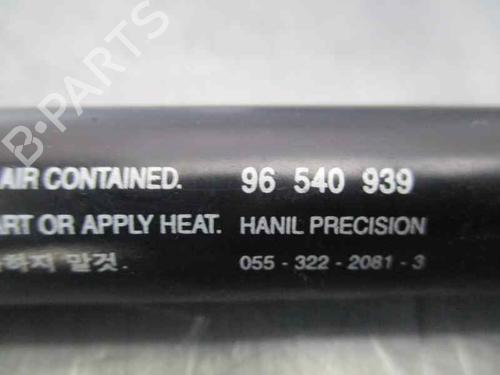 AIR CONTAINED. 96 540 939
ART OR APPLY HEAT. HANIL PRECISION
하지 말것. 055 - 322 - 2081 - 3
B-PARTS